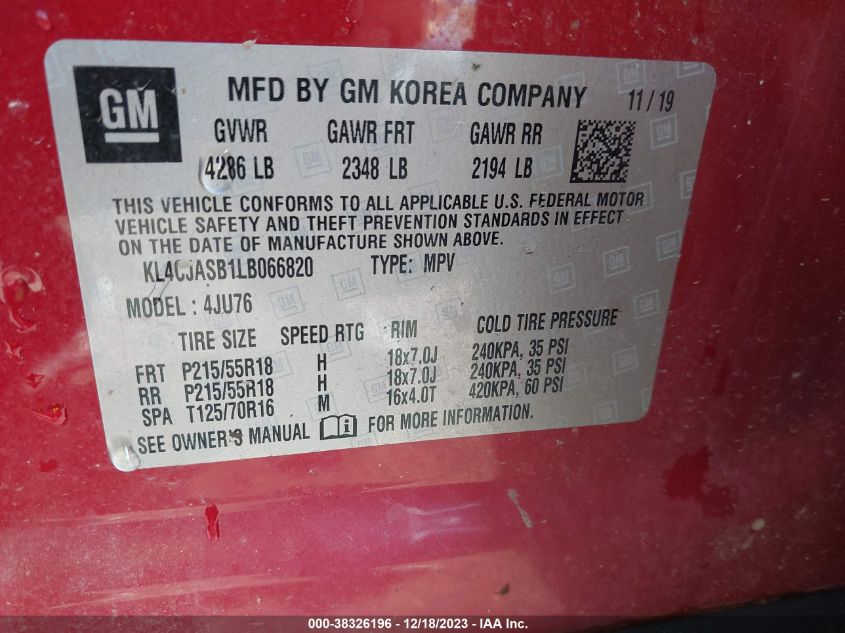 GM
MFD BY GM KOREA COMPANY 11/19
GVWR GAWR FRT GAWR RR
4286 LB 2348 LB 2194 LB
THIS VEHICLE CONFORMS TO ALL APPLICABLE U.S. FEDERAL MOTOR
VEHICLE SAFETY AND THEFT PREVENTION STANDARDS IN EFFECT
ON THE DATE OF MANUFACTURE SHOWN ABOVE.
KL4CJASB1LB066820 TYPE: MPV
MODEL : 4JU76
TIRE SIZE SPEED RTG RIM COLD TIRE PRESSURE
FRT P215/55R18 H 18x7.0J 240KPA, 35 PSI
RR P215/55R18 H 18x7.0J 240KPA, 35 PSI
SPA T125/70R16 M 16x4.0T 420KPA, 60 PSI
SEE OWNER'S MANUAL FOR MORE INFORMATION.
000-38326196 - 12/18/2023 - IAA Inc.